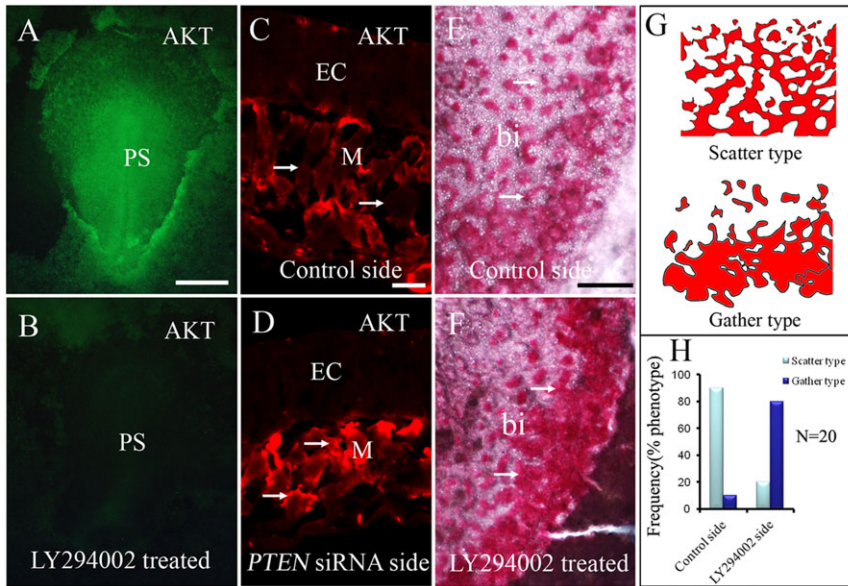 A
AKT
PS
B
AKT
PS
LY294002 treated
C
AKT
EC
M
Control side
D
AKT
EC
M
PTEN siRNA side
E
bi
Control side
F
bi
LY294002 treated
G
Scatter type
Gather type
H
Scatter type
Gather type
Frequency(% phenotype)
100
80
60
40
20
0
N=20
Control side
LY294002 side